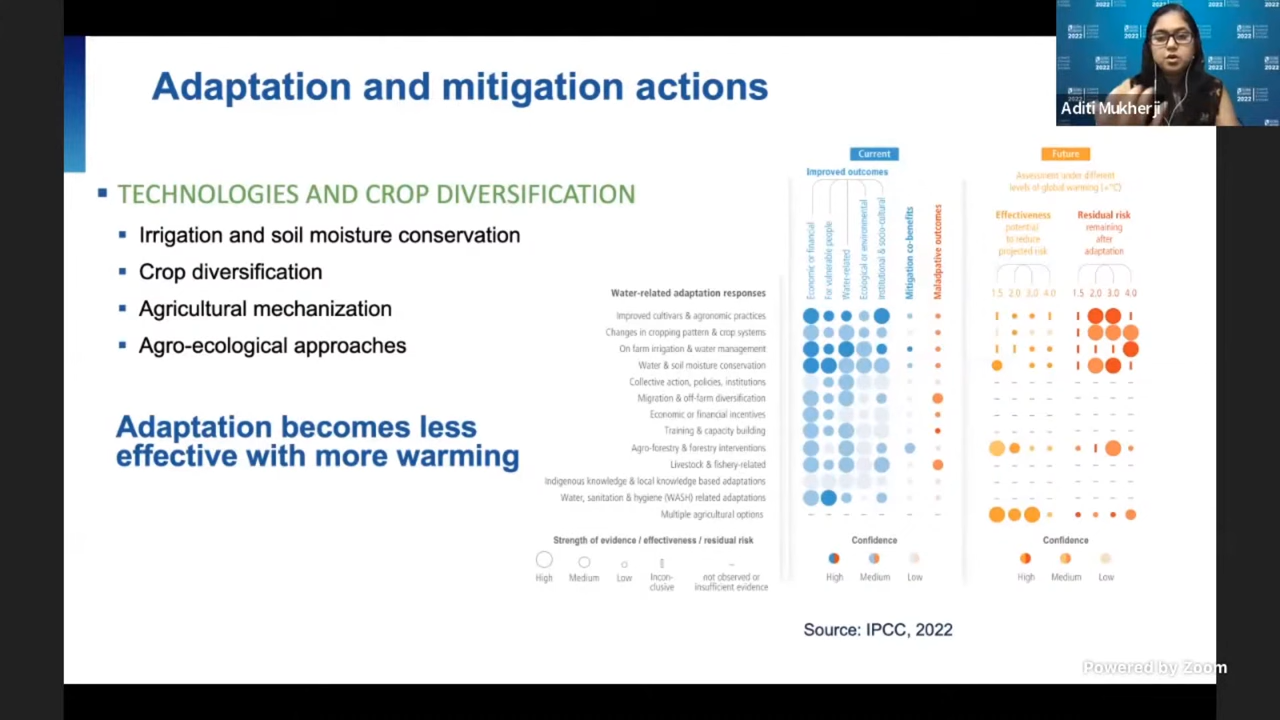 Adaptation and mitigation actions
Aditi Mukherji
2022
▪ TECHNOLOGIES AND CROP DIVERSIFICATION
▪ Irrigation and soil moisture conservation
▪ Crop diversification
▪ Agricultural mechanization
▪ Agro-ecological approaches
Adaptation becomes less
effective with more warming
Current
Improved outcomes
Economic or financial
For vulnerable people
Water-related
Ecological or environmental
Institutional & socio-cultural
Mitigation co-benefits
Maladpative outcomes
Future
Assessment under different
levels of global warming (+°C)
Effectiveness
potential
to reduce
projected risk
Residual risk
remaining
after
adaptation
1.5 2.0 3.0 4.0
1.5 2.0 3.0 4.0
Water-related adaptation responses
Improved cultivars & agronomic practices
Changes in cropping pattern & crop systems
On farm irrigation & water management
Water & soil moisture conservation
Collective action, policies, institutions
Migration & off-farm diversification
Economic or financial incentives
Training & capacity building
Agro-forestry & forestry interventions
Livestock & fishery-related
Indigenous knowledge & local knowledge based adaptations
Water, sanitation & hygiene (WASH) related adaptations
Multiple agricultural options
Strength of evidence / effectiveness / residual risk
High
Medium
Low
Incon-
clusive
not observed or
insufficient evidence
Confidence
High Medium Low
Confidence
High Medium Low
Source: IPCC, 2022
Powered by Zoom